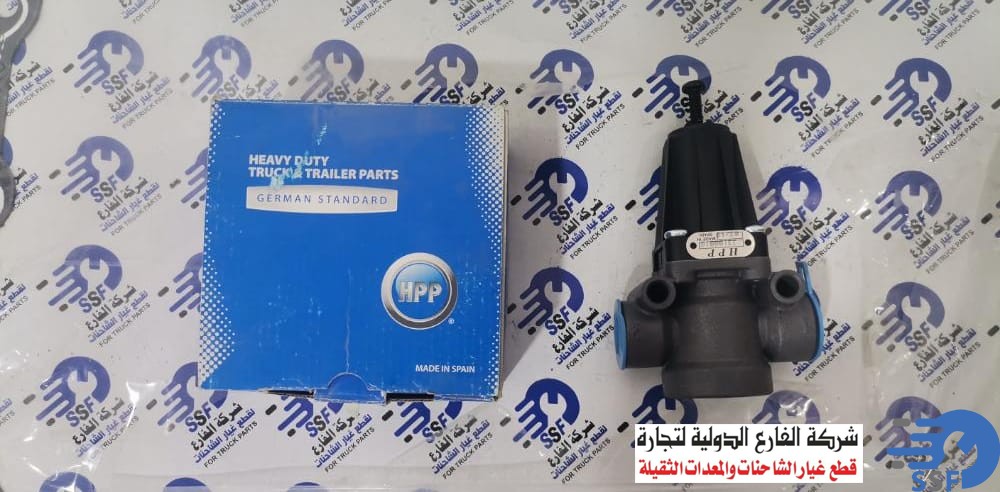 HEAVY DUTY
TRUCK & TRAILER PARTS
GERMAN STANDARD
HPP
®
MADE IN SPAIN
HPP
SSF
شركة الفارع
لقطع غيار الشاحنات
FOR TRUCK PARTS
شركة الفارع الدولية لتجارة
قطع غيار الشاحنات والمعدات الثقيلة
SSF